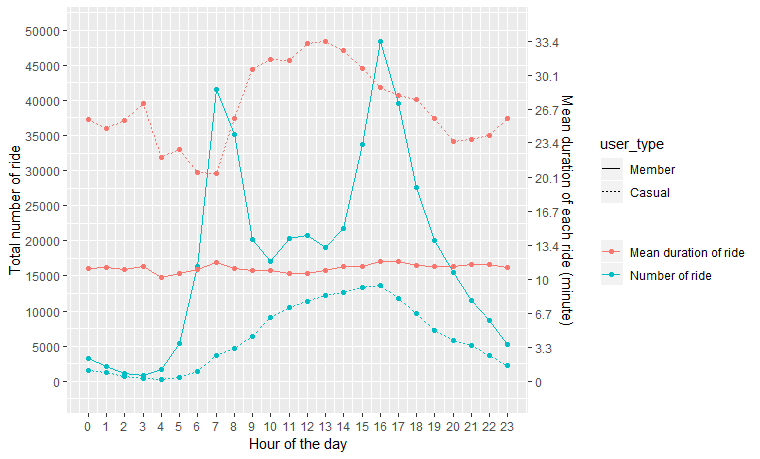 50000
45000
40000
35000
30000
25000
20000
15000
10000
5000
0
Total number of ride
33.4
30.1
26.7
23.4
20.1
16.7
13.4
10
6.7
3.3
0
Mean duration of each ride (minute)
0 1 2 3 4 5 6 7 8 9 10 11 12 13 14 15 16 17 18 19 20 21 22 23
Hour of the day
user_type
Member
Casual
Mean duration of ride
Number of ride